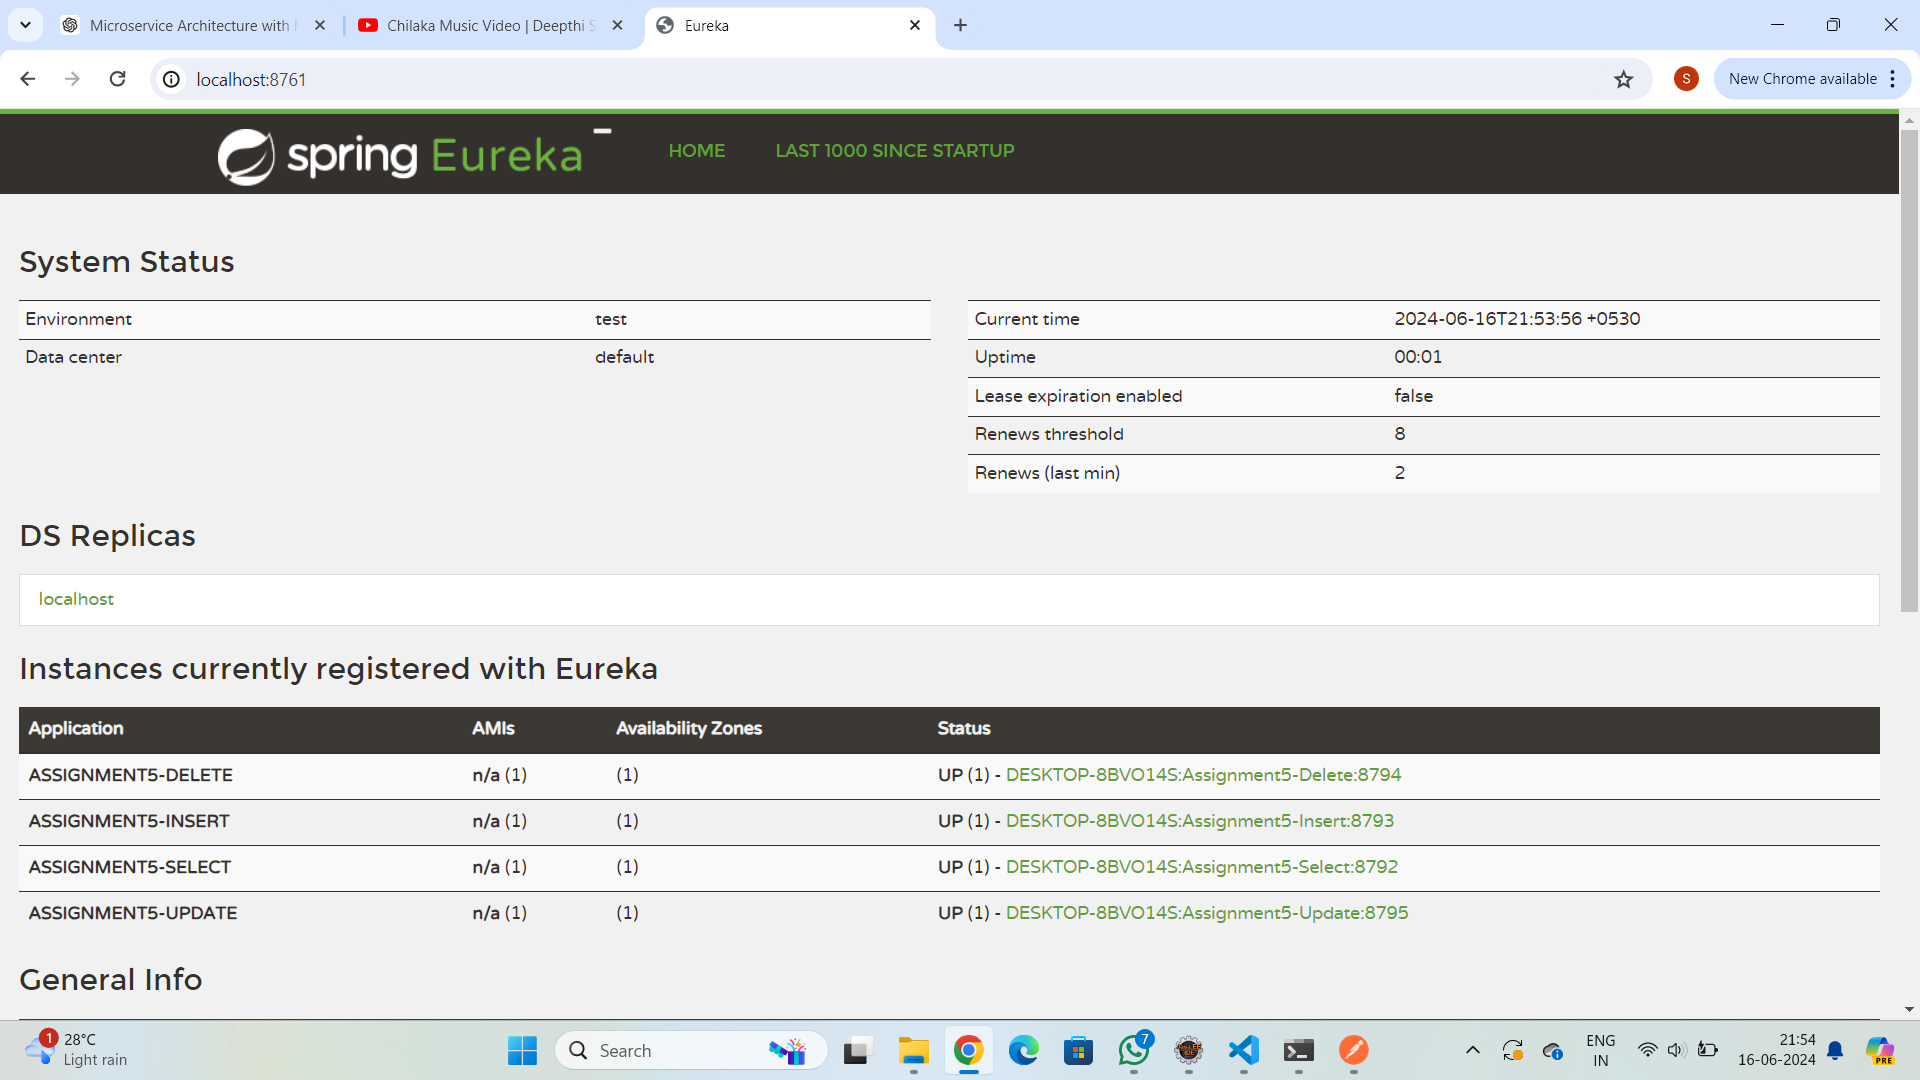 Microservice Architecture with
Chilaka Music Video | Deepthi S
Eureka
localhost:8761
S
New Chrome available
spring Eureka
HOME
LAST 1000 SINCE STARTUP
System Status
Environment test
Data center default
Current time 2024-06-16T21:53:56 +0530
Uptime 00:01
Lease expiration enabled false
Renews threshold 8
Renews (last min) 2
DS Replicas
localhost
Instances currently registered with Eureka
Application AMIs Availability Zones Status
ASSIGNMENT5-DELETE n/a (1) (1) UP (1) - DESKTOP-8BVO14S:Assignment5-Delete:8794
ASSIGNMENT5-INSERT n/a (1) (1) UP (1) - DESKTOP-8BVO14S:Assignment5-Insert:8793
ASSIGNMENT5-SELECT n/a (1) (1) UP (1) - DESKTOP-8BVO14S:Assignment5-Select:8792
ASSIGNMENT5-UPDATE n/a (1) (1) UP (1) - DESKTOP-8BVO14S:Assignment5-Update:8795
General Info
1
28°C
Light rain
Search
7
ENG
IN
21:54
16-06-2024
PRE